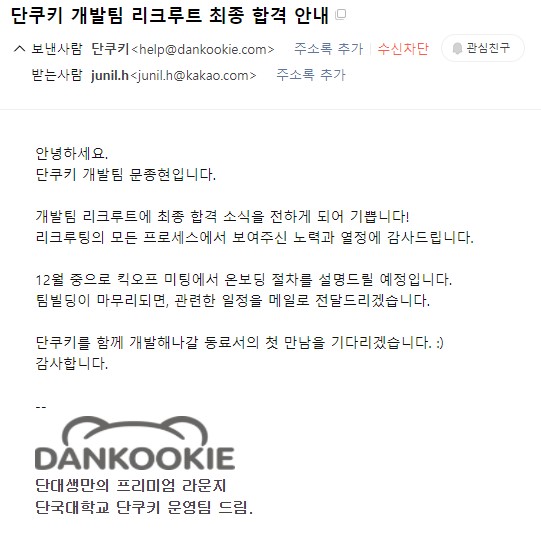 단쿠키 개발팀 리크루트 최종 합격 안내
보낸사람 단쿠키<help@dankookie.com> 주소록 추가 | 수신차단 관심친구
받는사람 junil.h<junil.h@kakao.com> 주소록 추가
안녕하세요.
단쿠키 개발팀 문종현입니다.
개발팀 리크루트에 최종 합격 소식을 전하게 되어 기쁩니다!
리크루팅의 모든 프로세스에서 보여주신 노력과 열정에 감사드립니다.
12월 중으로 킥오프 미팅에서 온보딩 절차를 설명드릴 예정입니다.
팀빌딩이 마무리되면, 관련한 일정을 메일로 전달드리겠습니다.
단쿠키를 함께 개발해나갈 동료서의 첫 만남을 기다리겠습니다. :)
감사합니다.
--
DANKOOKIE
단대생만의 프리미엄 라운지
단국대학교 단쿠키 운영팀 드림.